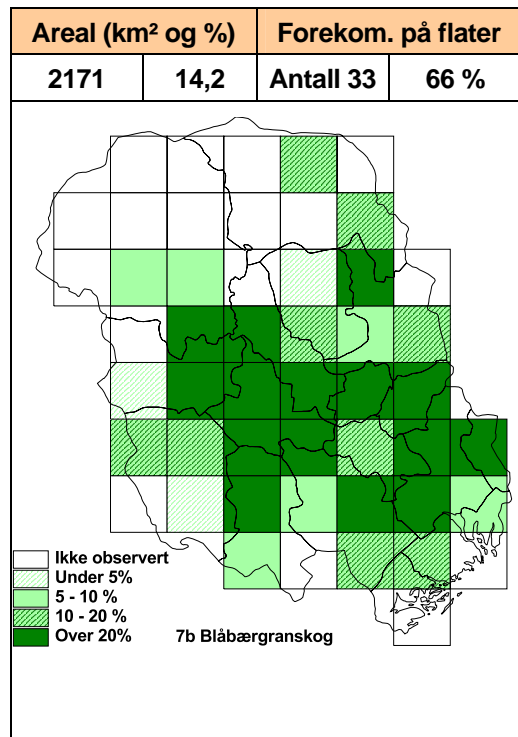 Areal (km² og %) Forekom. på flater
2171 14,2 Antall 33 66 %
Ikke observert
Under 5%
5 - 10 %
10 - 20 %
Over 20% 7b Blåbærgranskog